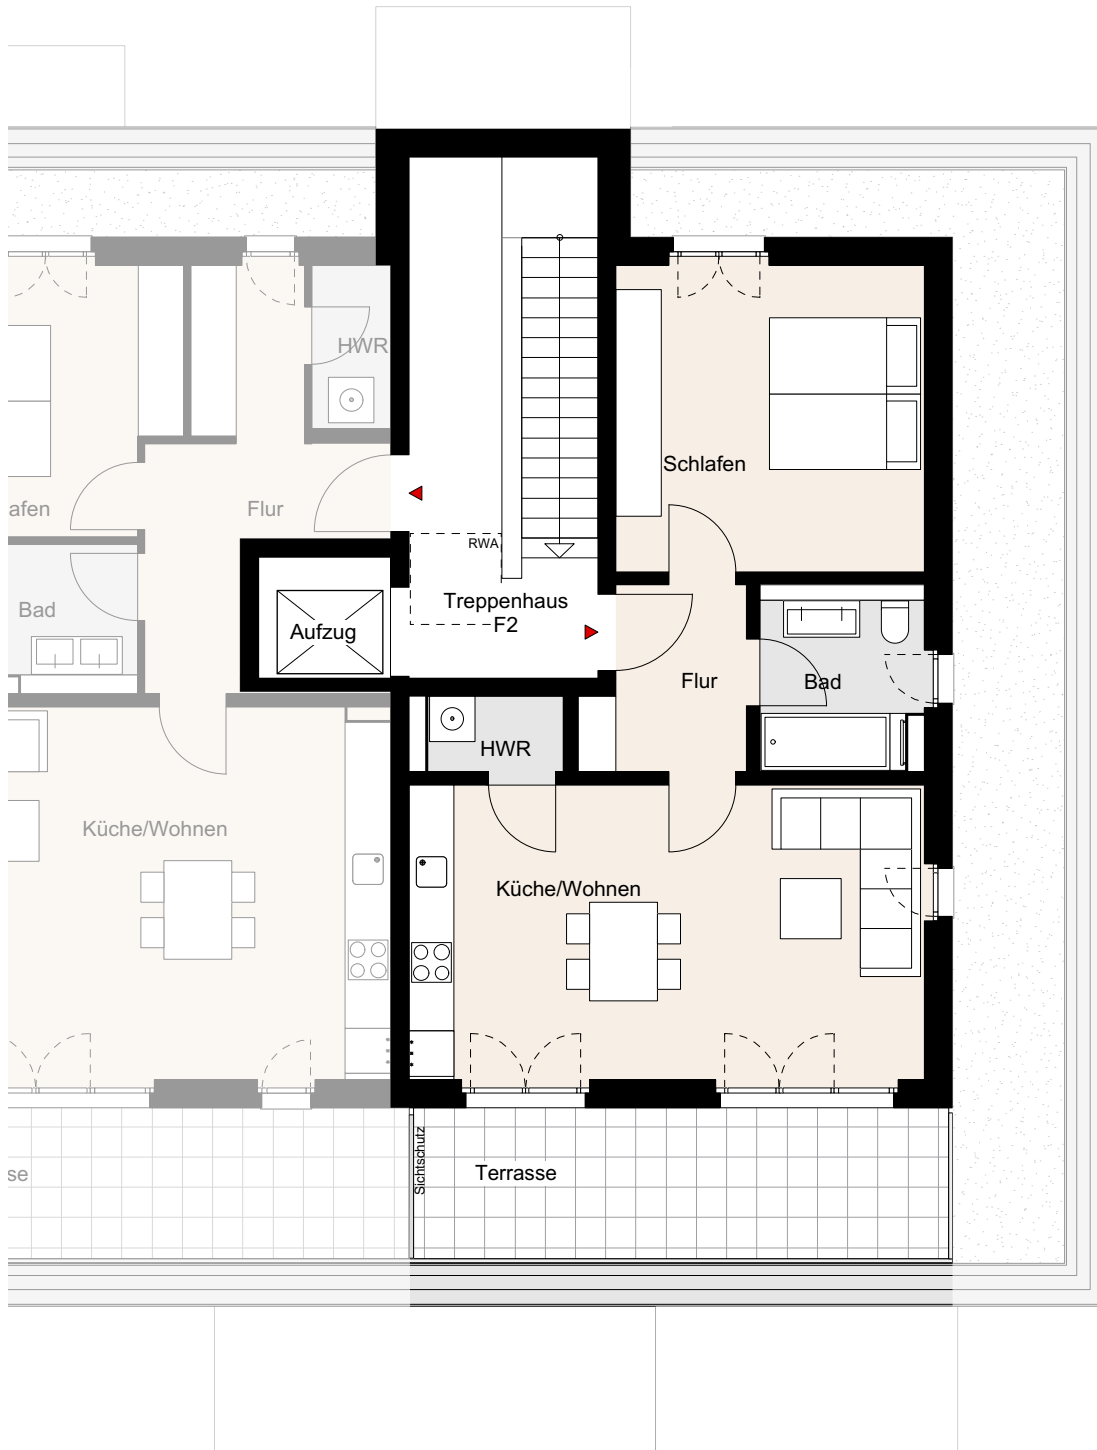 HWR
Schlafen
afen
Flur
RWA
Treppenhaus
F2
Bad
Aufzug
Flur
Bad
HWR
Küche/Wohnen
Küche/Wohnen
Sichtschutz
Terrasse
se